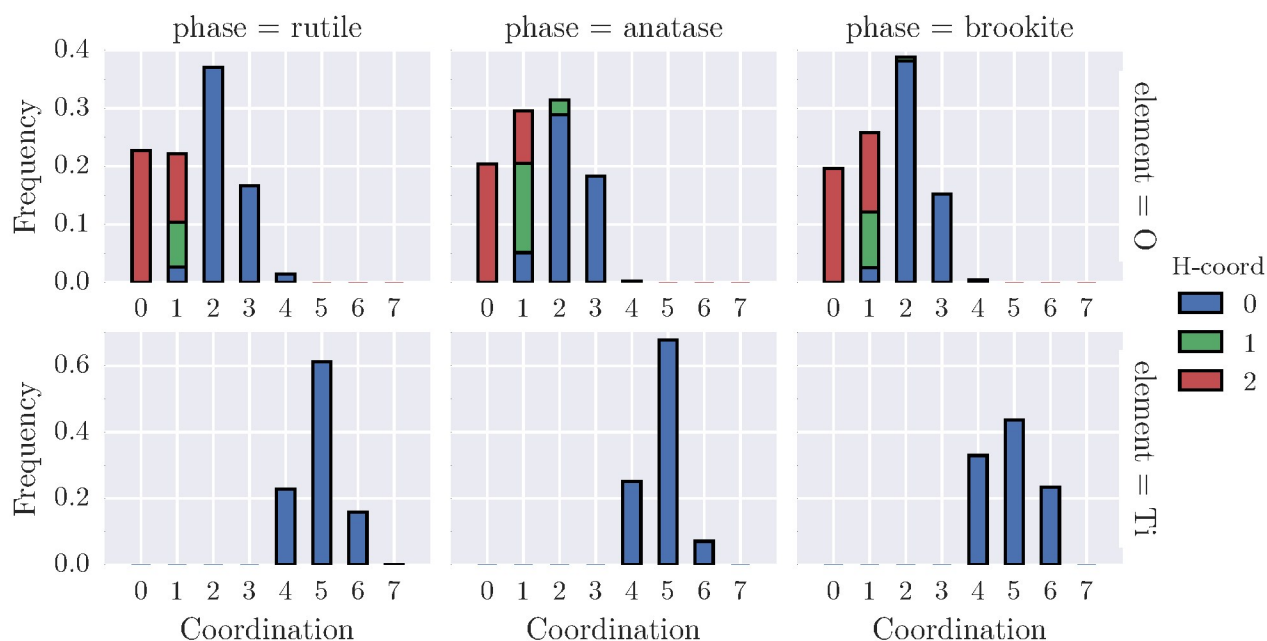 phase = rutile
phase = anatase
phase = brookite
Frequency
0.4
0.3
0.2
0.1
0.0
0 1 2 3 4 5 6 7
0 1 2 3 4 5 6 7
0 1 2 3 4 5 6 7
element = O
H-coord
0
1
2
Frequency
0.6
0.4
0.2
0.0
0 1 2 3 4 5 6 7
0 1 2 3 4 5 6 7
0 1 2 3 4 5 6 7
element = Ti
Coordination
Coordination
Coordination